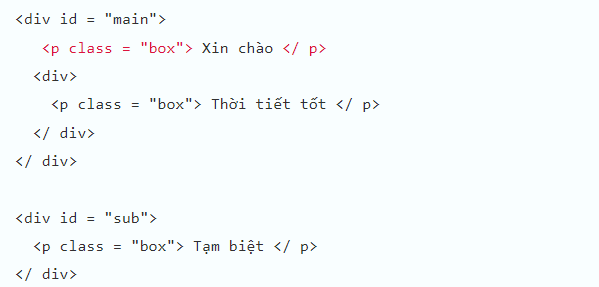 <div id = "main">
<p class = "box"> Xin chào </ p>
<div>
<p class = "box"> Thời tiết tốt </ p>
</ div>
</ div>
<div id = "sub">
<p class = "box"> Tạm biệt </ p>
</ div>